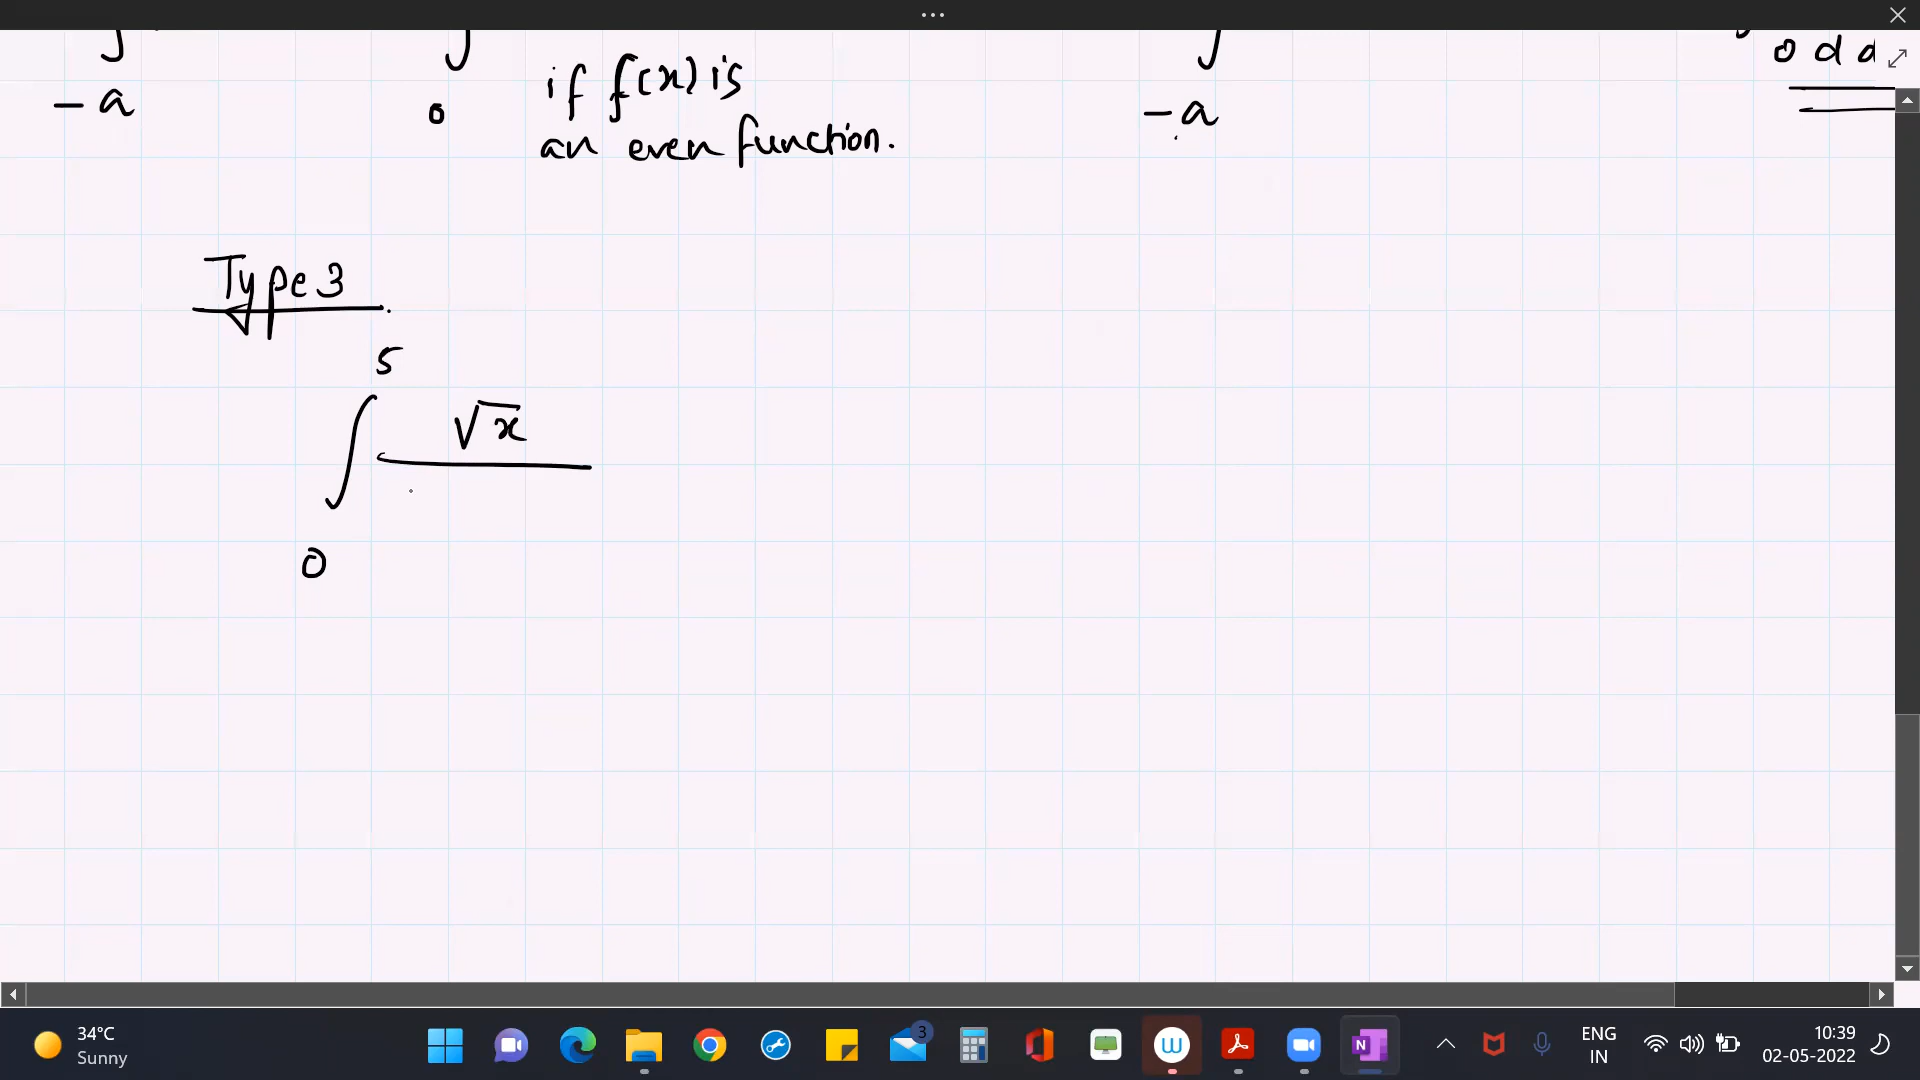 ...
- a
0
if f(x) is
an even function.
- a
odd
Type 3
5
∫ √x
0
34°C
Sunny
3
ENG
IN
10:39
02-05-2022